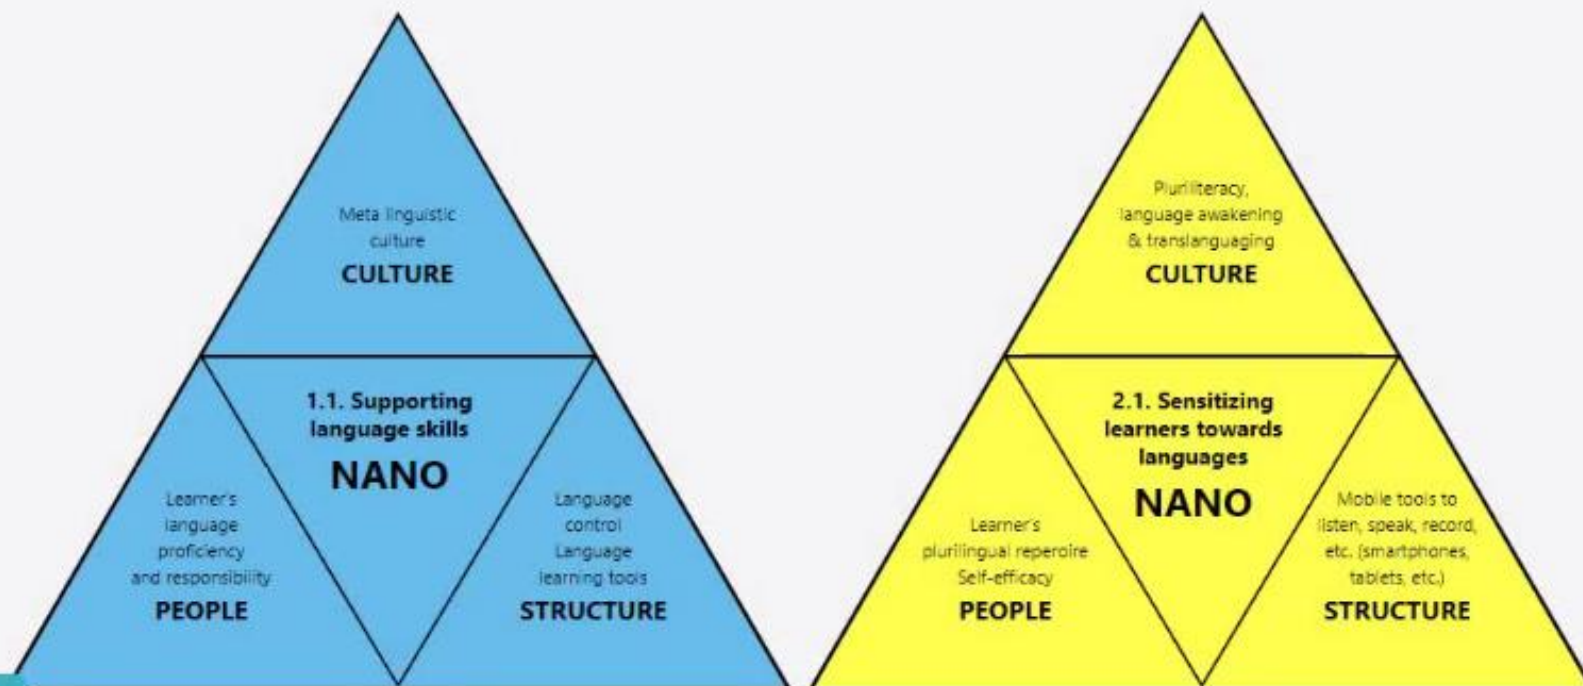 Meta linguistic
culture
CULTURE
1.1. Supporting
language skills
NANO
Learner's
language
proficiency
and responsibility
PEOPLE
Language
control
Language
learning tools
STRUCTURE
Pluriliteracy,
language awakening
& translanguaging
CULTURE
2.1. Sensitizing
learners towards
languages
NANO
Learner's
plurilingual reperoire
Self-efficacy
PEOPLE
Mobile tools to
listen, speak, record,
etc. (smartphones,
tablets, etc.)
STRUCTURE